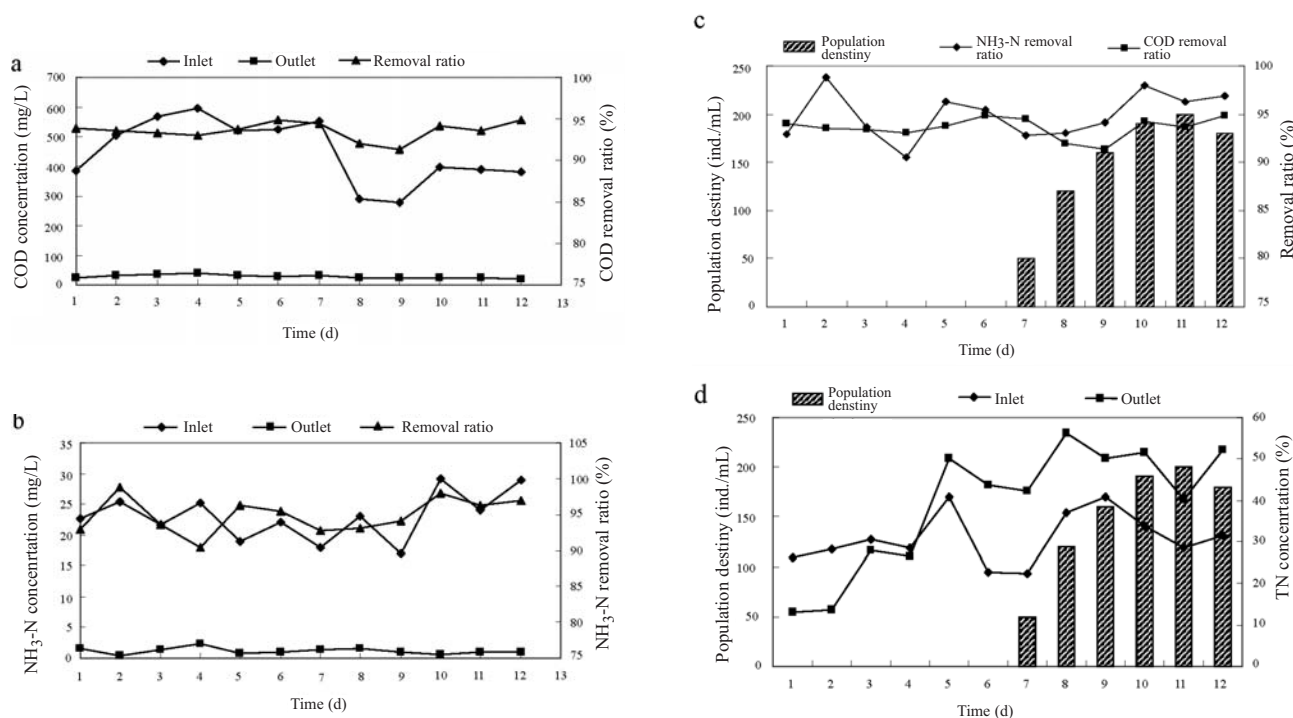 a
Inlet Outlet Removal ratio
COD concenrtation (mg/L)
700
600
500
400
300
200
100
0
100
95
90
85
80
75
COD removal ratio (%)
1 2 3 4 5 6 7 8 9 10 11 12 13
Time (d)
b
Inlet Outlet Removal ratio
NH3-N concentration (mg/L)
35
30
25
20
15
10
5
0
105
100
95
90
85
80
75
NH3-N removal ratio (%)
1 2 3 4 5 6 7 8 9 10 11 12 13
Time (d)
c
Population denstiny
NH3-N removal ratio
COD removal ratio
Population destiny (ind./mL)
250
200
150
100
50
0
100
95
90
85
80
75
Removal ratio (%)
1 2 3 4 5 6 7 8 9 10 11 12
Time (d)
d
Population denstiny
Inlet Outlet
Population destiny (ind./mL)
250
200
150
100
50
0
60
50
40
30
20
10
0
TN concenrtation (%)
1 2 3 4 5 6 7 8 9 10 11 12
Time (d)